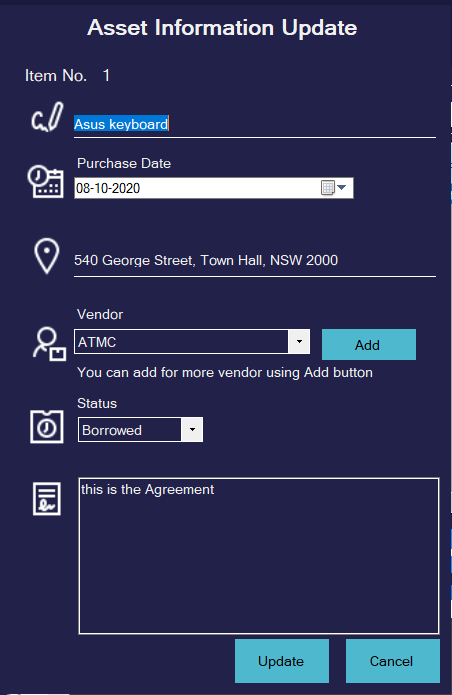 Asset Information Update
Item No. 1
Asus keyboard
Purchase Date
08-10-2020
540 George Street, Town Hall, NSW 2000
Vendor
ATMC
Add
You can add for more vendor using Add button
Status
Borrowed
this is the Agreement
Update
Cancel